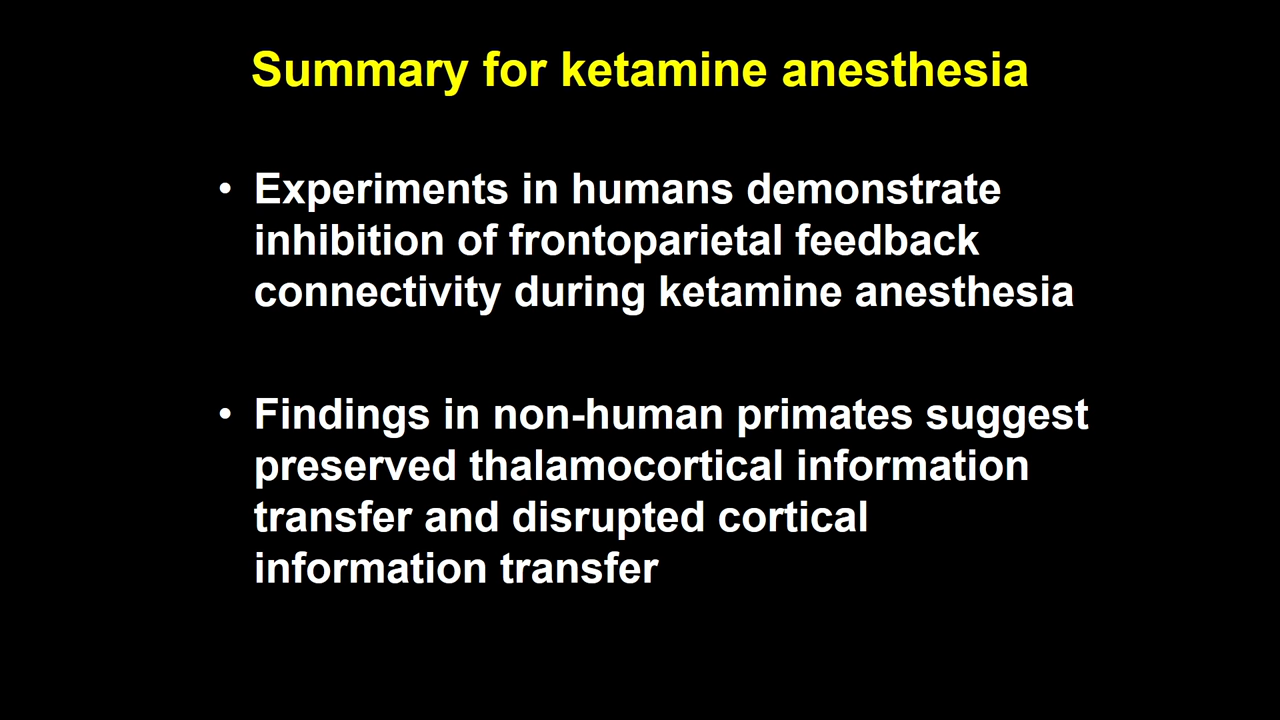 Summary for ketamine anesthesia
• Experiments in humans demonstrate
inhibition of frontoparietal feedback
connectivity during ketamine anesthesia
• Findings in non-human primates suggest
preserved thalamocortical information
transfer and disrupted cortical
information transfer